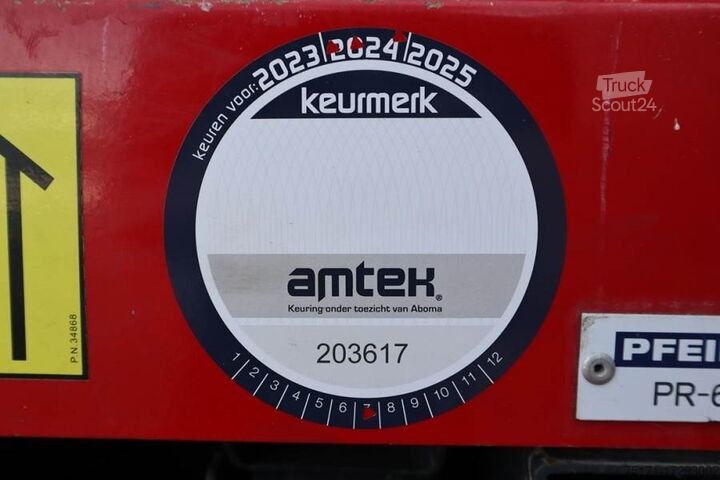 keuren voor: 2023 2024 2025
keurmerk
Truck
Scout24
amtek®
Keuring onder toezicht van Aboma
203617
1 2 3 4 5 6 7 8 9 10 11 12
P.N. 34868
PFEI
PR-6